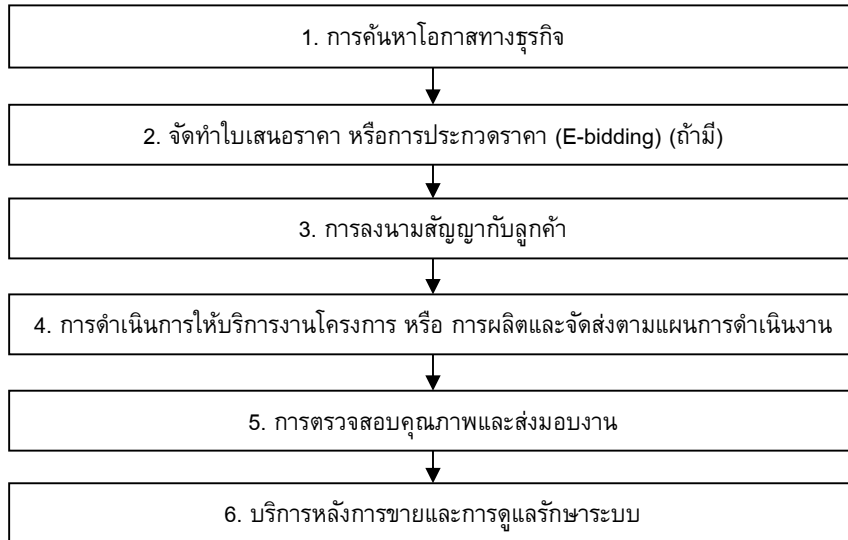 1. การค้นหาโอกาสทางธุรกิจ
2. จัดทำใบเสนอราคา หรือการประกวดราคา (E-bidding) (ถ้ามี)
3. การลงนามสัญญากับลูกค้า
4. การดำเนินการให้บริการงานโครงการ หรือ การผลิตและจัดส่งตามแผนการดำเนินงาน
5. การตรวจสอบคุณภาพและส่งมอบงาน
6. บริการหลังการขายและการดูแลรักษาระบบ